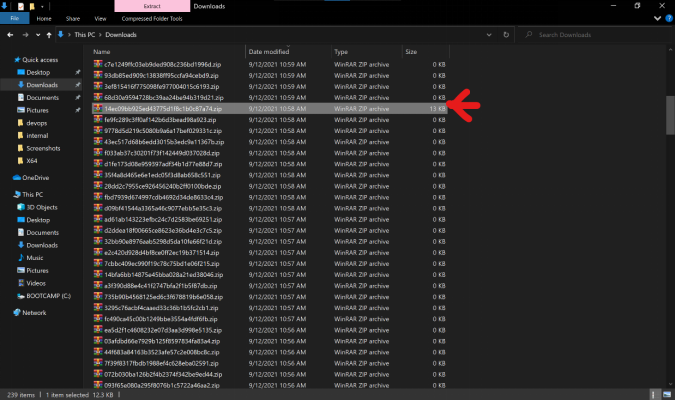 Extract
Downloads
File
Home
Share
View
Compressed Folder Tools
This PC
Downloads
Search Downloads
Name
Date modified
Type
Size
Quick access
Desktop
Downloads
Documents
Pictures
devops
internal
Screenshots
X64
OneDrive
This PC
3D Objects
Desktop
Documents
Downloads
Music
Pictures
Videos
BOOTCAMP (C:)
Network
c7e1249ffc03eb9ded908c236bd1996d.zip 9/12/2021 10:59 AM WinRAR ZIP archive 0 KB
93db85ed909c13838ff95ccfa94cebd9.zip 9/12/2021 10:59 AM WinRAR ZIP archive 0 KB
3ef815416f775098fe977004015c6193.zip 9/12/2021 10:59 AM WinRAR ZIP archive 0 KB
68d30a9594728bc39aa24be94b319d21.zip 9/12/2021 10:59 AM WinRAR ZIP archive 0 KB
14ec09bb925ed43775d1f8c1b0c87a74.zip 9/12/2021 10:58 AM WinRAR ZIP archive 13 KB
fe9fc289c3ff0af142b6d3bead98a923.zip 9/12/2021 10:58 AM WinRAR ZIP archive 0 KB
9778d5d219c5080b9a6a17bef029331c.zip 9/12/2021 10:58 AM WinRAR ZIP archive 0 KB
43ec517d68b6edd3015b3edc9a11367b.zip 9/12/2021 10:58 AM WinRAR ZIP archive 0 KB
f033ab37c30201f73f142449d037028d.zip 9/12/2021 10:58 AM WinRAR ZIP archive 0 KB
d1fe173d08e959397adf34b1d77e88d7.zip 9/12/2021 10:58 AM WinRAR ZIP archive 0 KB
35f4a8d465e6e1edc05f3d8ab658c551.zip 9/12/2021 10:58 AM WinRAR ZIP archive 0 KB
28dd2c7955ce926456240b2ff0100bde.zip 9/12/2021 10:58 AM WinRAR ZIP archive 0 KB
fbd7939d674997cdb4692d34de8633c4.zip 9/12/2021 10:58 AM WinRAR ZIP archive 0 KB
d09bf41544a3365a46c9077ebb5e35c3.zip 9/12/2021 10:58 AM WinRAR ZIP archive 0 KB
ad61ab143223efbc24c7d2583be69251.zip 9/12/2021 10:57 AM WinRAR ZIP archive 0 KB
d2ddea18f00665ce8623e36bd4e3c7c5.zip 9/12/2021 10:57 AM WinRAR ZIP archive 0 KB
32bb90e8976aab5298d5da10fe66f21d.zip 9/12/2021 10:57 AM WinRAR ZIP archive 0 KB
e2c420d928d4bf8ce0ff2ec19b371514.zip 9/12/2021 10:57 AM WinRAR ZIP archive 0 KB
7cbbc409ec990f19c78c75bd1e06f215.zip 9/12/2021 10:57 AM WinRAR ZIP archive 0 KB
14bfa6bb14875e45bba028a21ed38046.zip 9/12/2021 10:57 AM WinRAR ZIP archive 0 KB
a3f390d88e4c41f2747bfa2f1b5f87db.zip 9/12/2021 10:57 AM WinRAR ZIP archive 0 KB
735b90b4568125ed6c3f678819b6e058.zip 9/12/2021 10:57 AM WinRAR ZIP archive 0 KB
3295c76acbf4caaed33c36b1b5fc2cb1.zip 9/12/2021 10:57 AM WinRAR ZIP archive 0 KB
fc490ca45c00b1249bbe3554a4fdf6fb.zip 9/12/2021 10:57 AM WinRAR ZIP archive 0 KB
ea5d2f1c4608232e07d3aa3d998e5135.zip 9/12/2021 10:56 AM WinRAR ZIP archive 0 KB
03afdbd66e7929b125f8597834fa83a4.zip 9/12/2021 10:56 AM WinRAR ZIP archive 0 KB
44f683a84163b3523afe57c2e008bc8c.zip 9/12/2021 10:56 AM WinRAR ZIP archive 0 KB
7f39f8317fbdb1988ef4c628eba02591.zip 9/12/2021 10:56 AM WinRAR ZIP archive 0 KB
072b030ba126b2f4b2374f342be9ed44.zip 9/12/2021 10:56 AM WinRAR ZIP archive 0 KB
093f65e080a295f8076b1c5722a46aa2.zip 9/12/2021 10:56 AM WinRAR ZIP archive 0 KB
239 items
1 item selected 12.3 KB